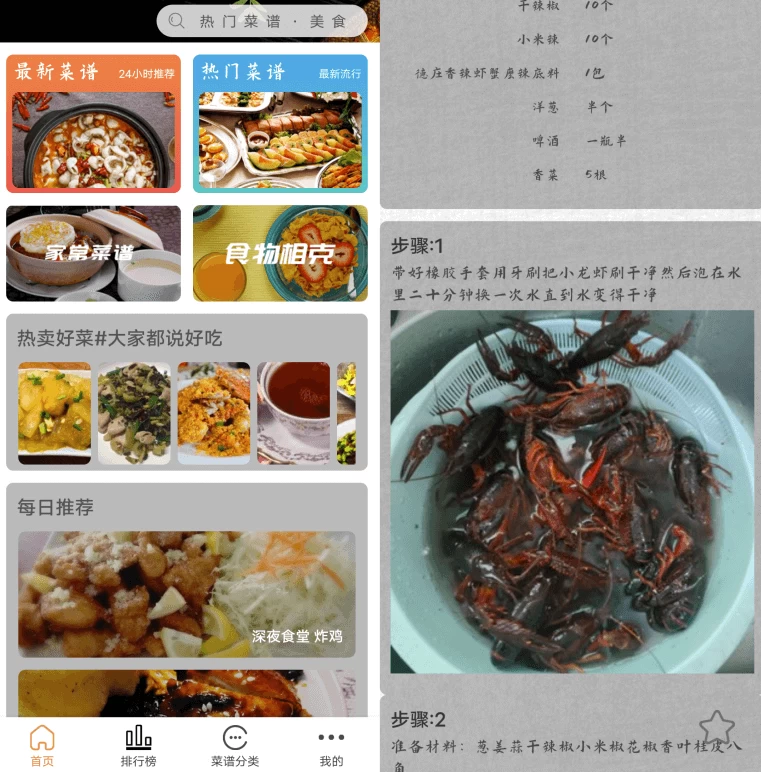 热门菜谱·美食
最新菜谱 24小时推荐
热门菜谱 最新流行
家常菜谱
食物相克
热卖好菜#大家都说好吃
每日推荐
深夜食堂 炸鸡
首页
排行榜
菜谱分类
我的
干辣椒 10个
小米辣 10个
德庄香辣虾蟹麻辣底料 1包
洋葱 半个
啤酒 一瓶半
香菜 5根
步骤:1
带好橡胶手套用牙刷把小龙虾刷干净然后泡在水
里二十分钟换一次水直到水变得干净
步骤:2
准备材料：葱姜蒜干辣椒小米椒花椒香叶桂皮八
角